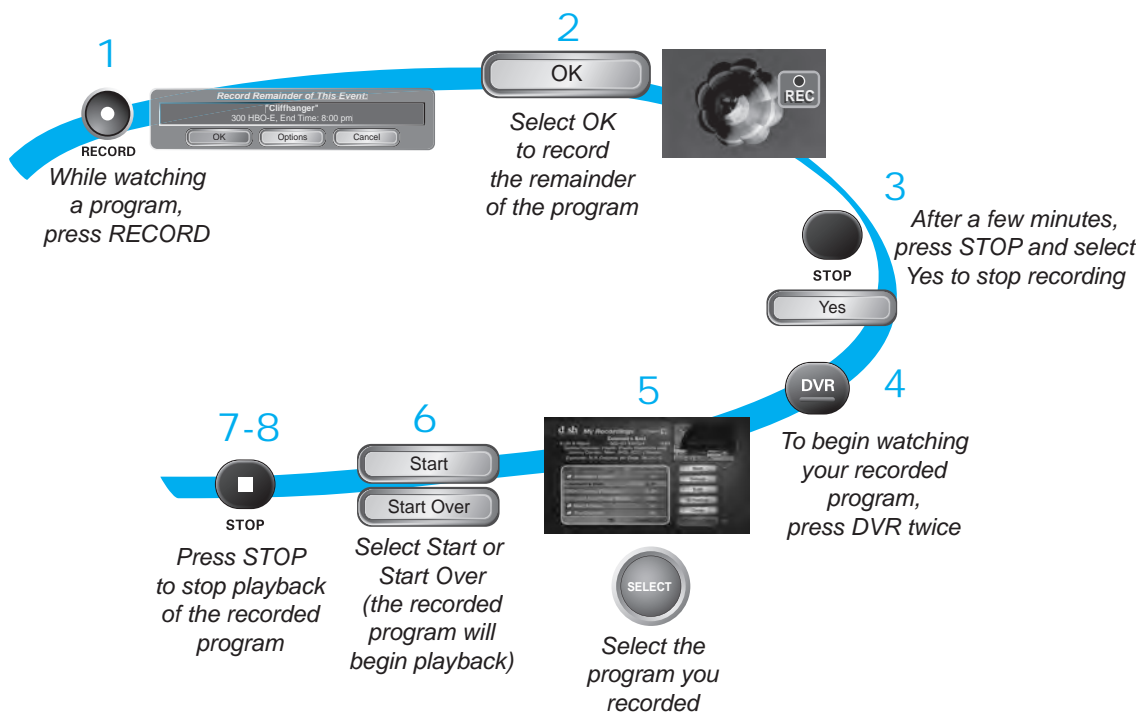 1
RECORD
Record Remainder of This Event:
"Cliffhanger"
300 HBO-E, End Time: 8:00 pm
OK
Options
Cancel
While watching
a program,
press RECORD
2
OK
Select OK
to record
the remainder
of the program
REC
3
STOP
Yes
After a few minutes,
press STOP and select
Yes to stop recording
DVR
4
To begin watching
your recorded
program,
press DVR twice
5
dish My Recordings
SELECT
Select the
program you
recorded
6
Start
Start Over
Select Start or
Start Over
(the recorded
program will
begin playback)
7-8
STOP
Press STOP
to stop playback
of the recorded
program